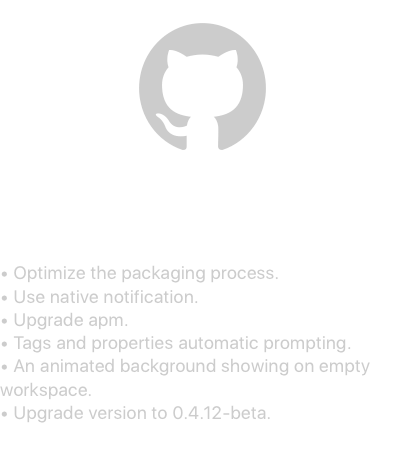 • Optimize the packaging process.
• Use native notification.
• Upgrade apm.
• Tags and properties automatic prompting.
• An animated background showing on empty
workspace.
• Upgrade version to 0.4.12-beta.